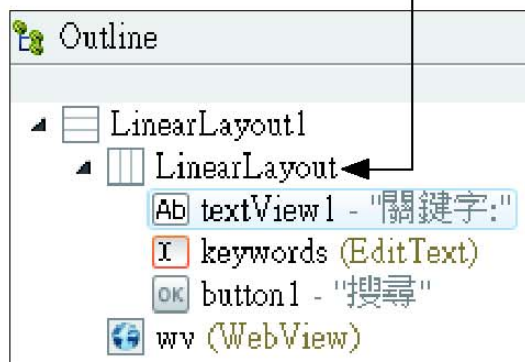 Outline
LinearLayout1
LinearLayout
Ab textView1 - "關鍵字:"
I keywords (EditText)
OK button1 - "搜尋"
wv (WebView)